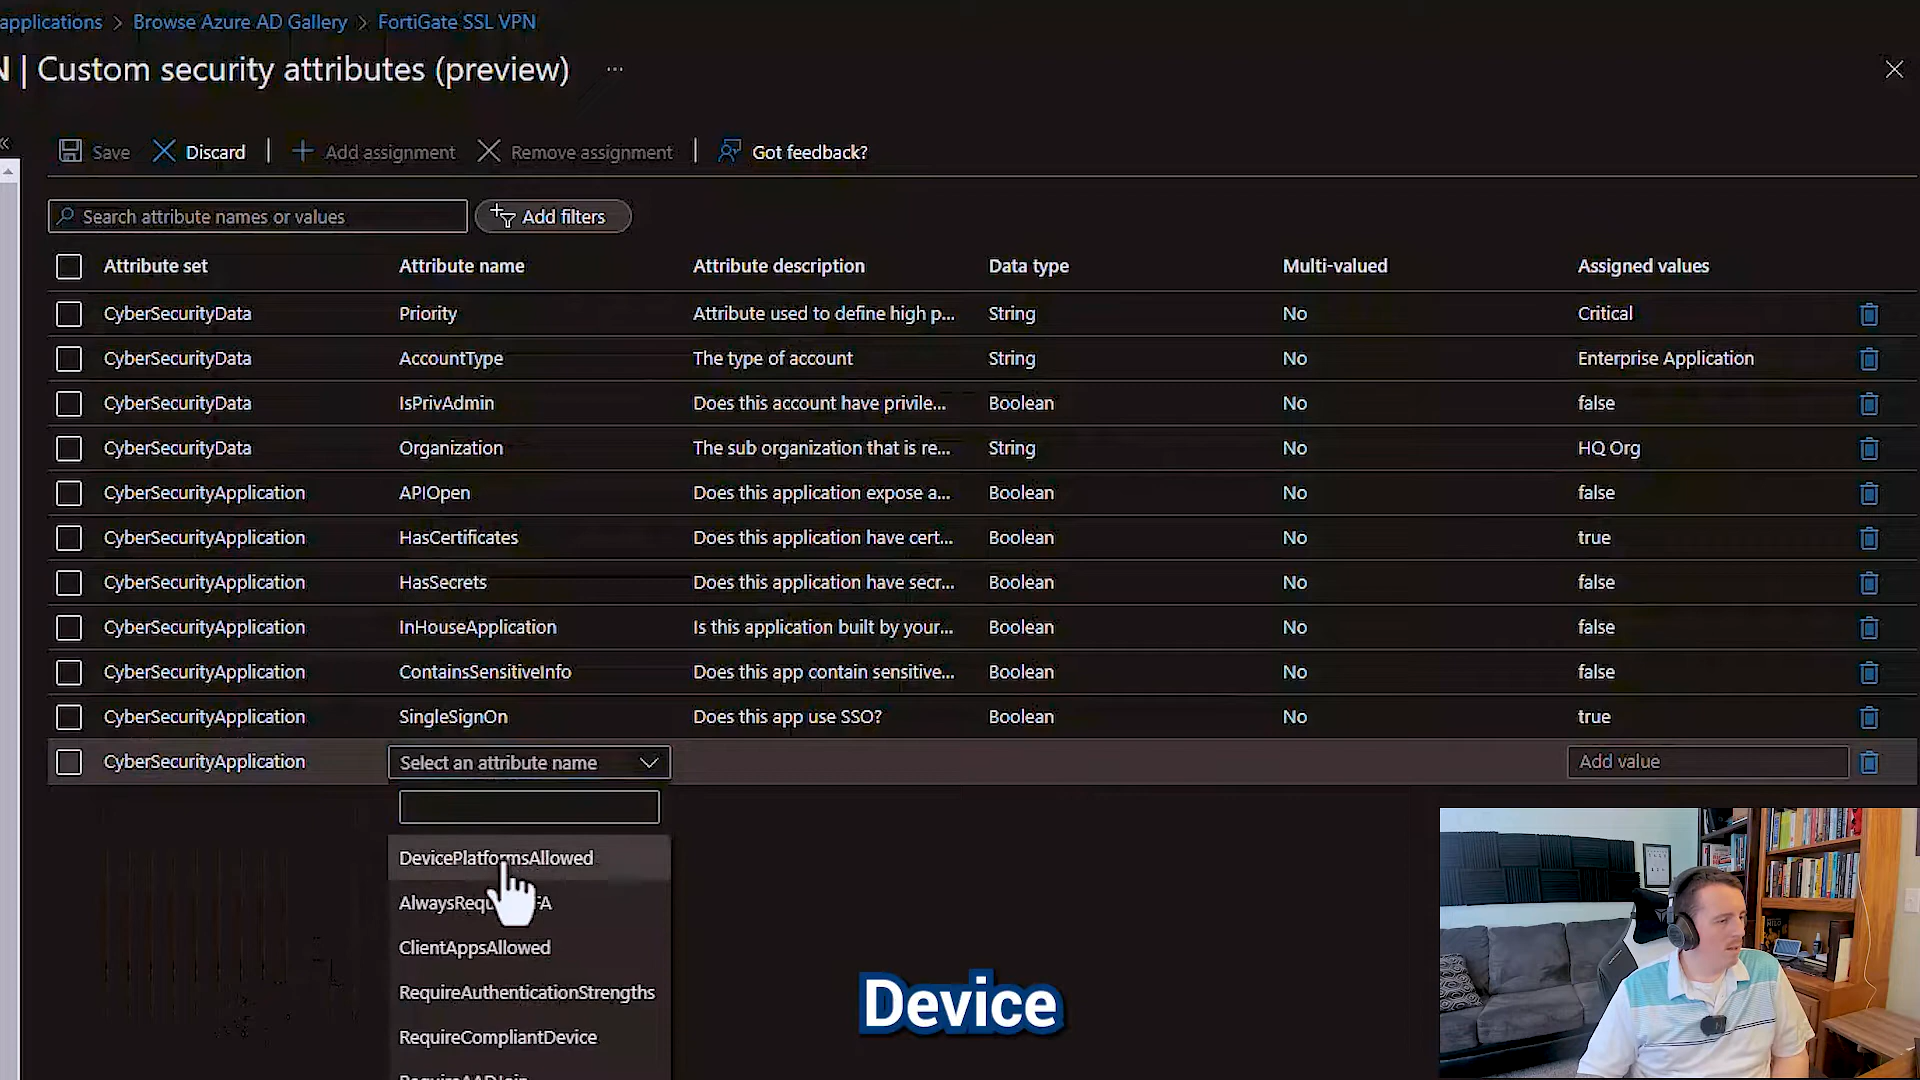 applications > Browse Azure AD Gallery > FortiGate SSL VPN
| Custom security attributes (preview) ...
Save Discard | Add assignment Remove assignment | Got feedback?
Search attribute names or values Add filters
Attribute set Attribute name Attribute description Data type Multi-valued Assigned values
CyberSecurityData Priority Attribute used to define high p... String No Critical
CyberSecurityData AccountType The type of account String No Enterprise Application
CyberSecurityData IsPrivAdmin Does this account have privile... Boolean No false
CyberSecurityData Organization The sub organization that is re... String No HQ Org
CyberSecurityApplication APIOpen Does this application expose a... Boolean No false
CyberSecurityApplication HasCertificates Does this application have cert... Boolean No true
CyberSecurityApplication HasSecrets Does this application have secr... Boolean No false
CyberSecurityApplication InHouseApplication Is this application built by your... Boolean No false
CyberSecurityApplication ContainsSensitiveInfo Does this app contain sensitive... Boolean No false
CyberSecurityApplication SingleSignOn Does this app use SSO? Boolean No true
CyberSecurityApplication Select an attribute name Add value
DevicePlatformsAllowed
ClientAppsAllowed
RequireAuthenticationStrengths
RequireCompliantDevice
Device